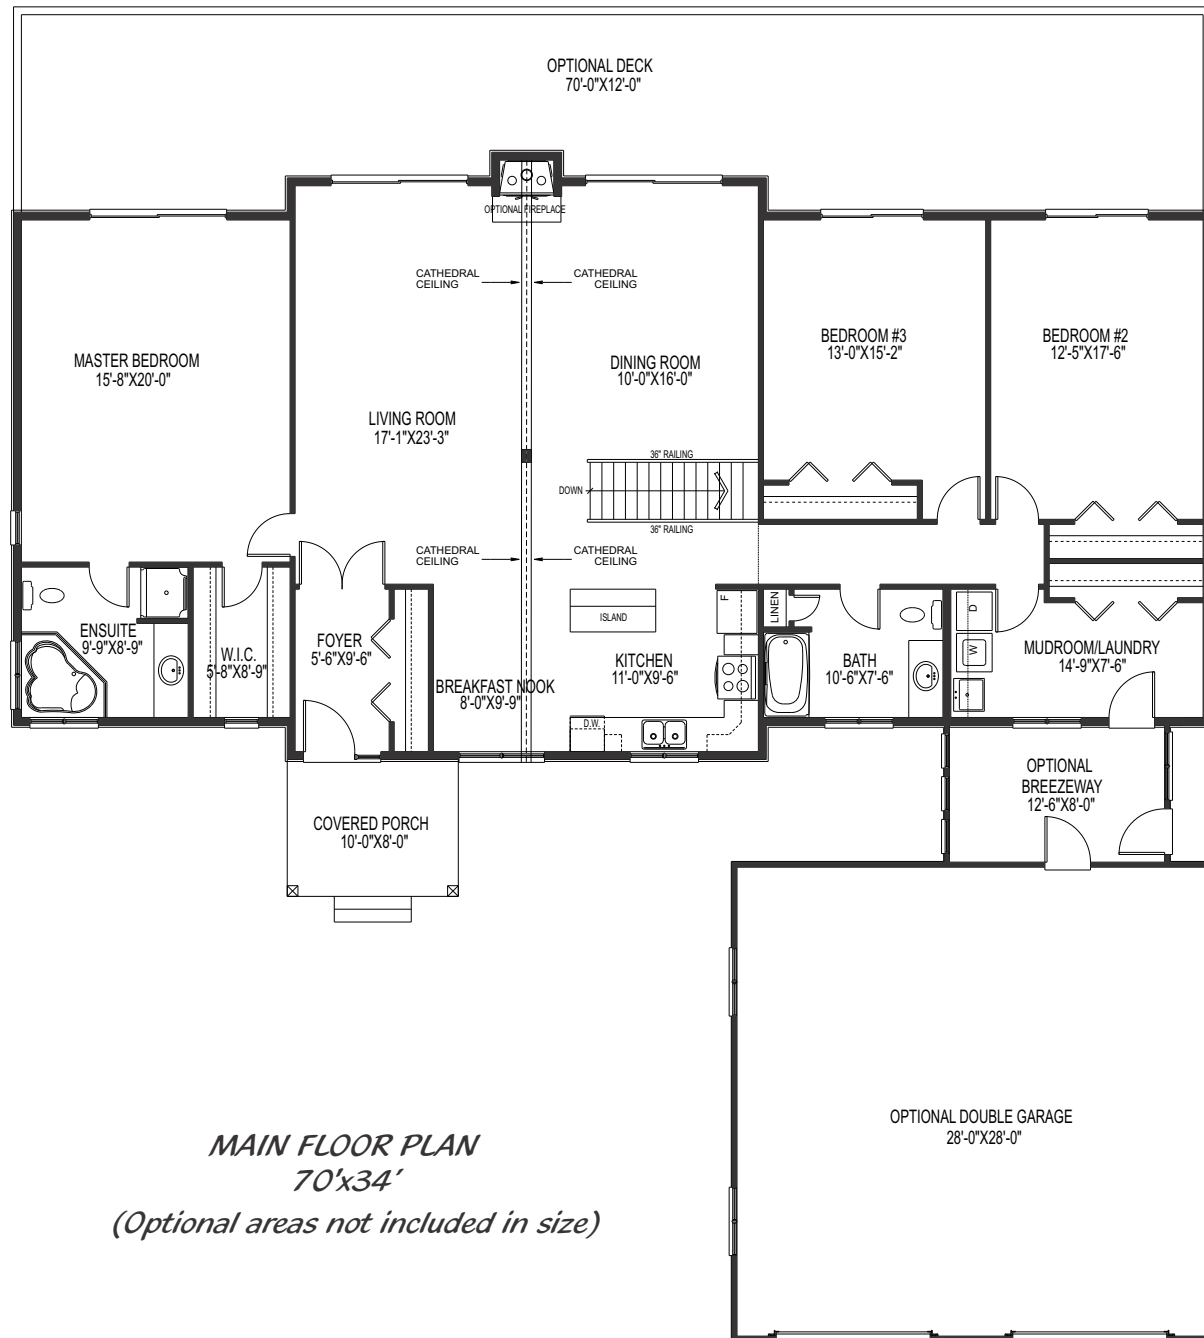 OPTIONAL DECK
70'-0"X12'-0"
OPTIONAL FIREPLACE
CATHEDRAL
CEILING
CATHEDRAL
CEILING
MASTER BEDROOM
15'-8"X20'-0"
LIVING ROOM
17'-1"X23'-3"
DINING ROOM
10'-0"X16'-0"
BEDROOM #3
13'-0"X15'-2"
BEDROOM #2
12'-5"X17'-6"
36" RAILING
DOWN
36" RAILING
CATHEDRAL
CEILING
CATHEDRAL
CEILING
ENSUITE
9'-9"X8'-9"
W.I.C.
5'-8"X8'-9"
FOYER
5'-6"X9'-6"
BREAKFAST NOOK
8'-0"X9'-9"
ISLAND
KITCHEN
11'-0"X9'-6"
F
D.W.
LINEN
BATH
10'-6"X7'-6"
D
W
MUDROOM/LAUNDRY
14'-9"X7'-6"
COVERED PORCH
10'-0"X8'-0"
OPTIONAL
BREEZEWAY
12'-6"X8'-0"
OPTIONAL DOUBLE GARAGE
28'-0"X28'-0"
MAIN FLOOR PLAN
70'x34'
(Optional areas not included in size)